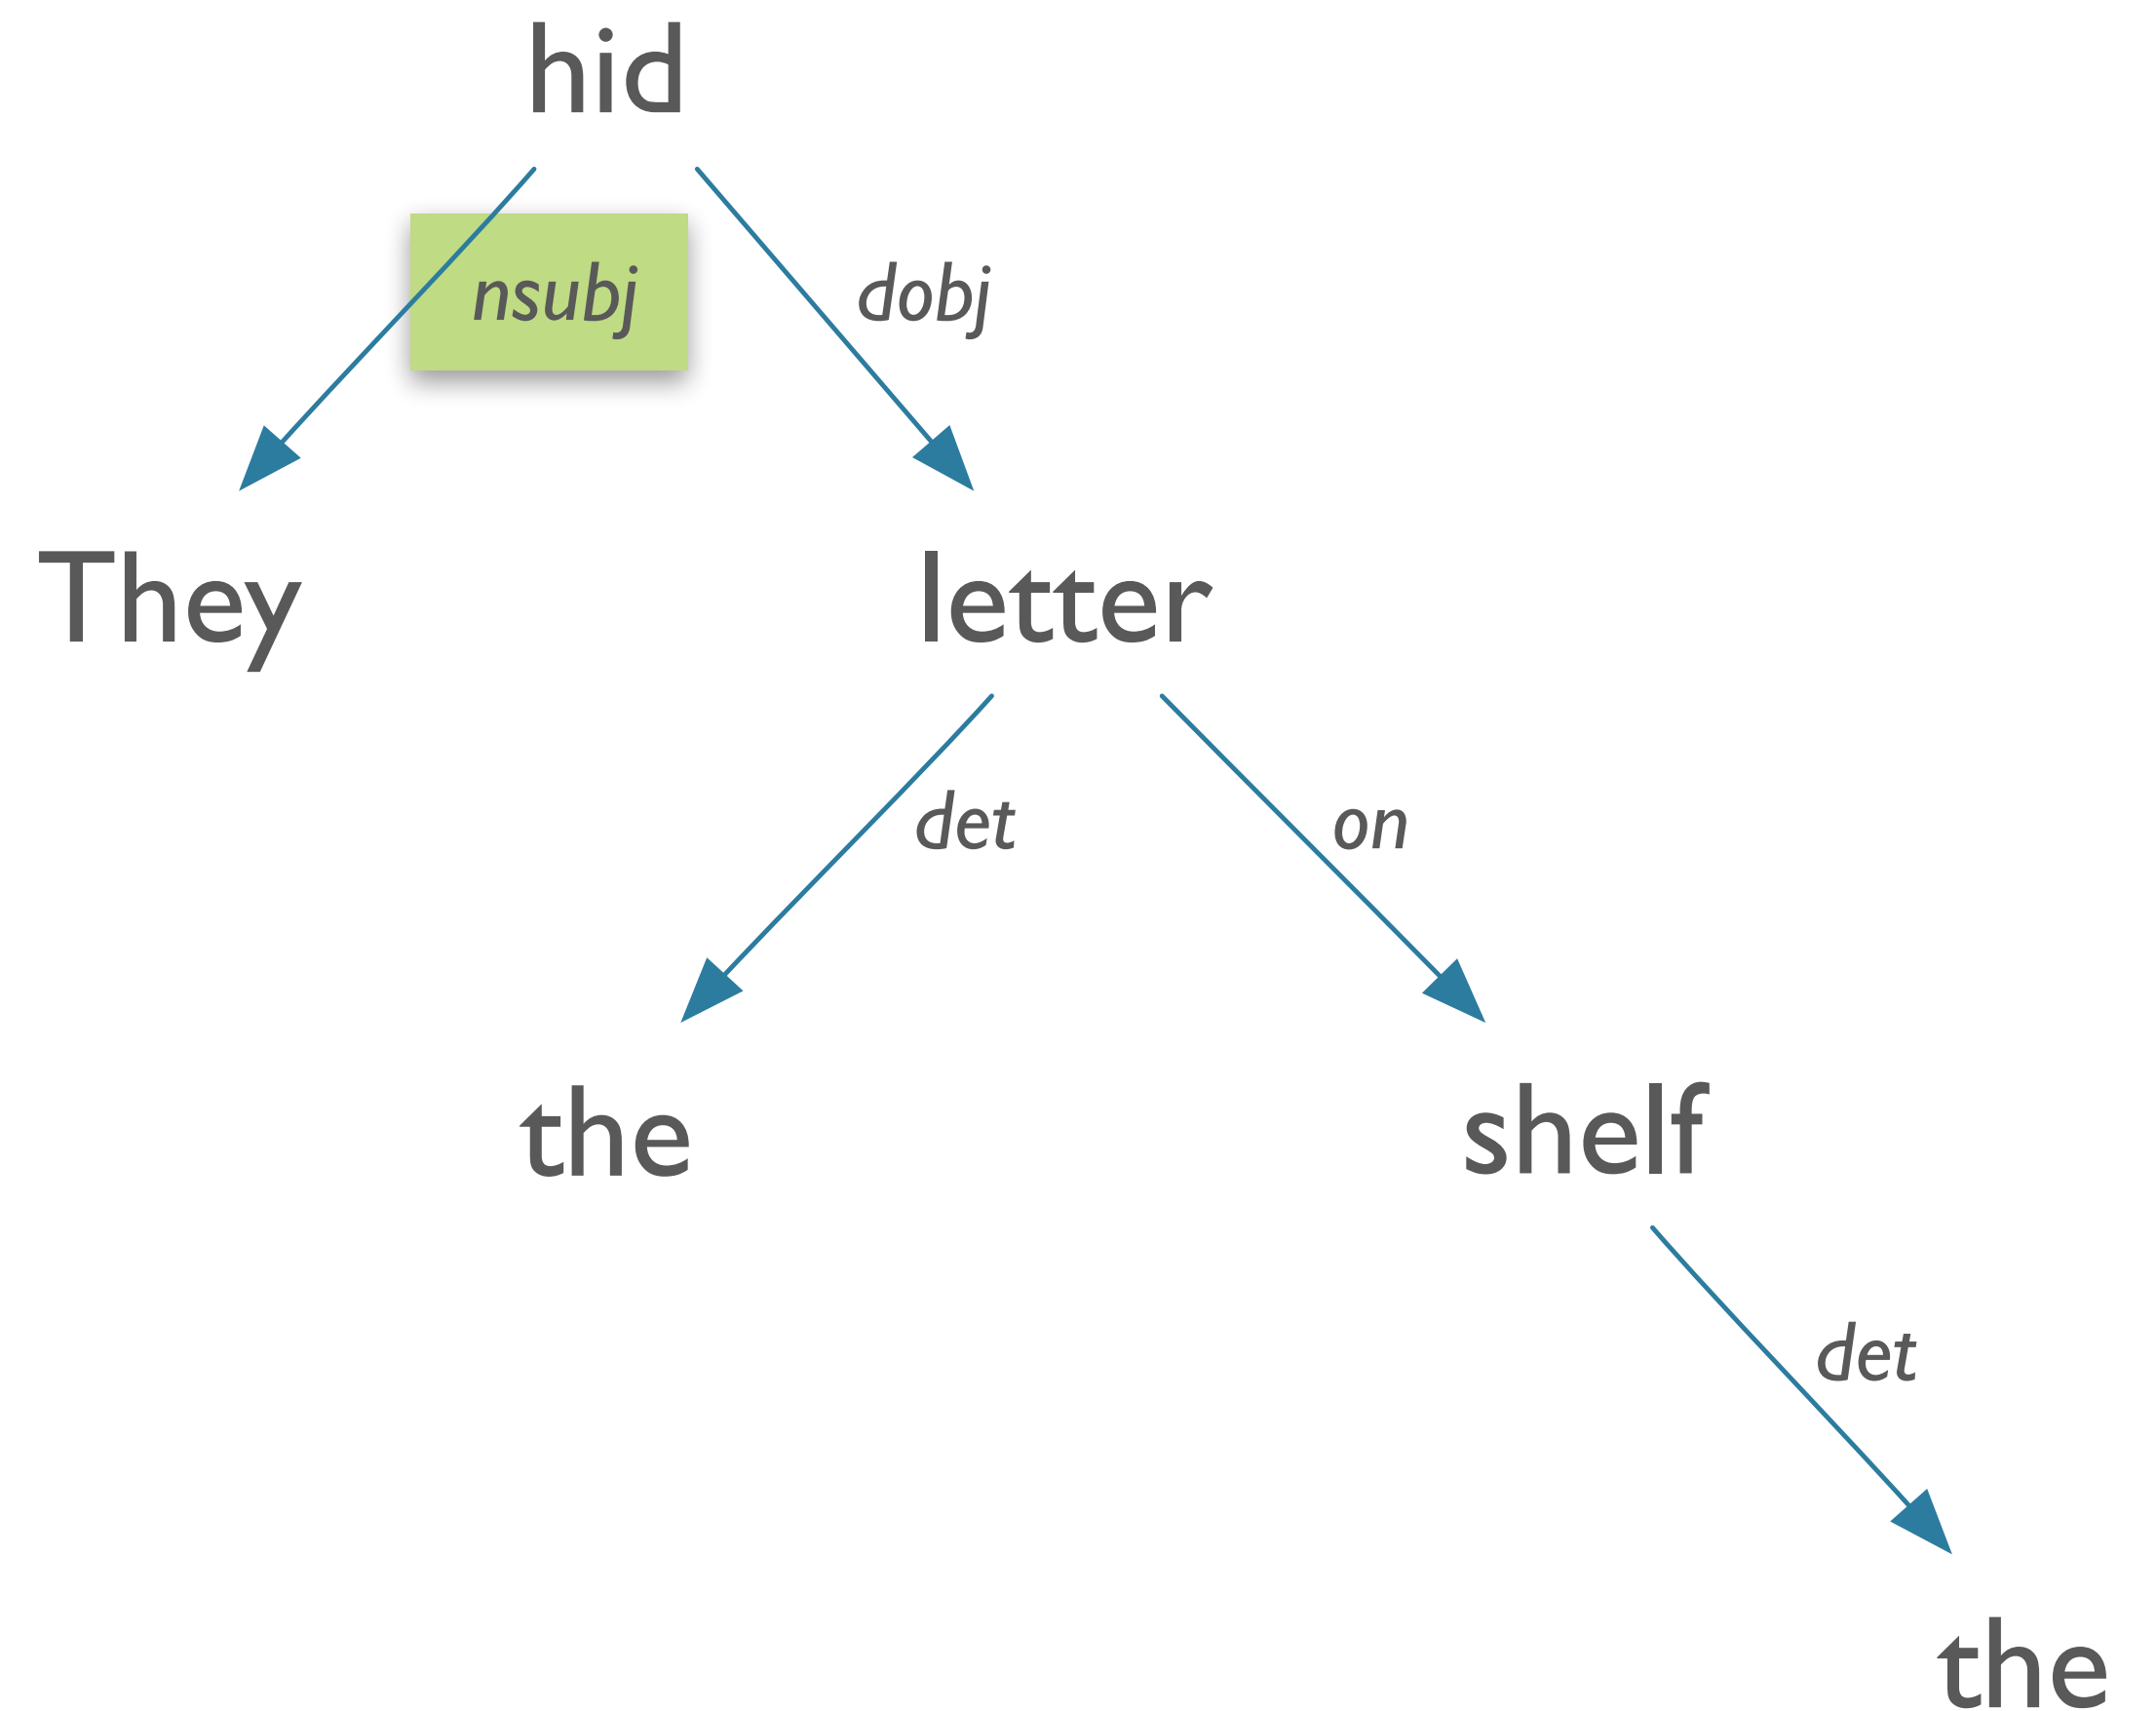 hid
nsubj
dobj
They
letter
det
on
the
shelf
det
the